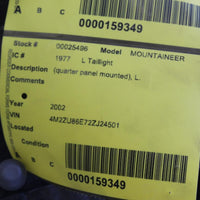 A B C
0000159349
Stock # 00025496 Model MOUNTAINEER
IC # 1977 L Taillight
Description (quarter panel mounted), L.
Comments
Year 2002
VIN 4M2ZU86E72ZJ24501
Located
Condition
A B C
0000159349